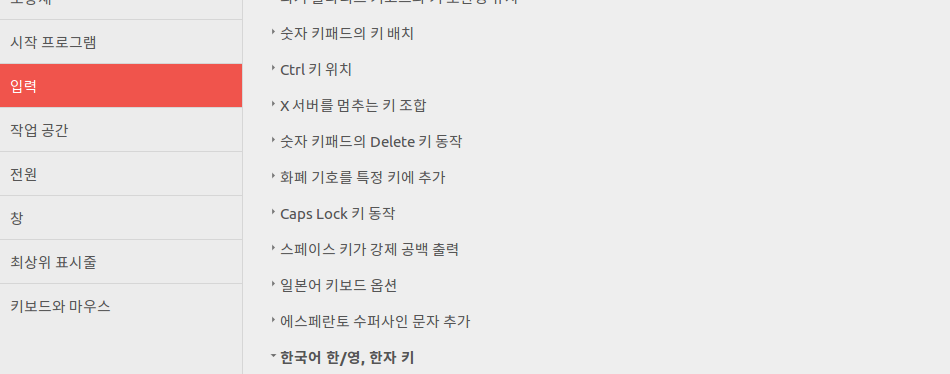 시작 프로그램
입력
작업 공간
전원
창
최상위 표시줄
키보드와 마우스
숫자 키패드의 키 배치
Ctrl 키 위치
X 서버를 멈추는 키 조합
숫자 키패드의 Delete 키 동작
화폐 기호를 특정 키에 추가
Caps Lock 키 동작
스페이스 키가 강제 공백 출력
일본어 키보드 옵션
에스페란토 수퍼사인 문자 추가
한국어 한/영, 한자 키